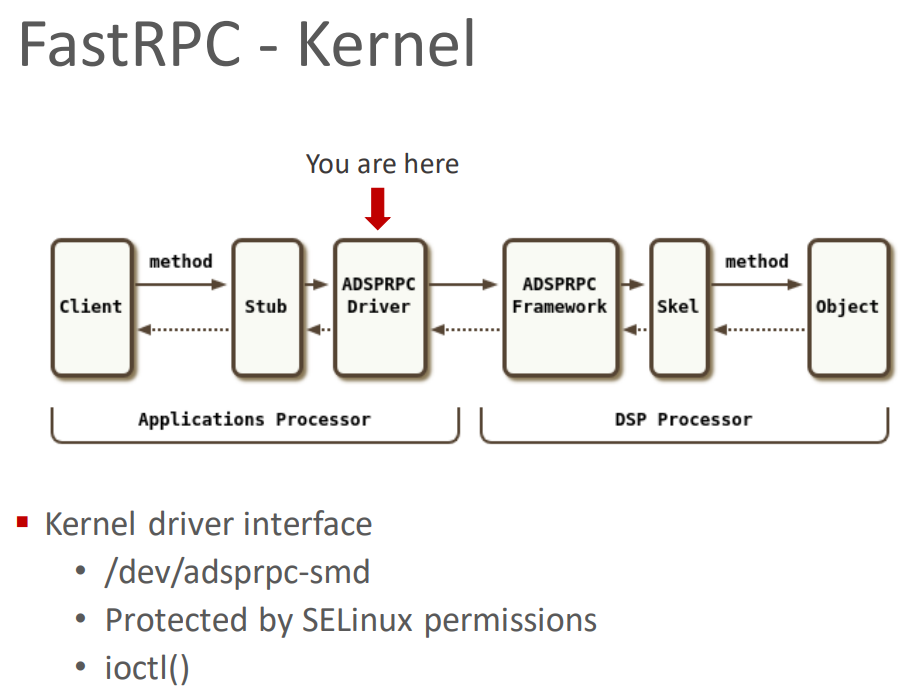 FastRPC - Kernel
You are here
Client
method
Stub
ADSPRPC
Driver
ADSPRPC
Framework
Skel
method
Object
Applications Processor
DSP Processor
▪ Kernel driver interface
• /dev/adsprpc-smd
• Protected by SELinux permissions
• ioctl()